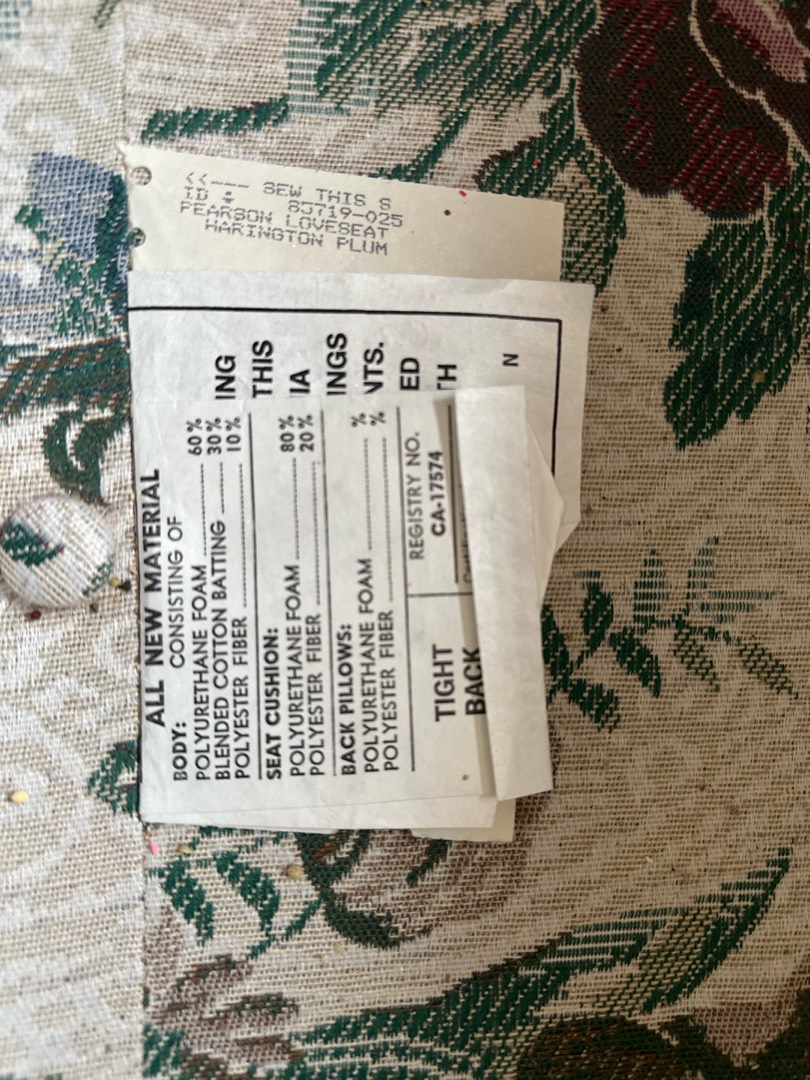 <<--- SEW THIS S
ID # 85719-025
PEARSON LOVESEAT
HARINGTON PLUM
ALL NEW MATERIAL
CONSISTING OF
BODY:
POLYURETHANE FOAM 60%
BLENDED COTTON BATTING 30%
POLYESTER FIBER 10%
SEAT CUSHION:
POLYURETHANE FOAM 80%
POLYESTER FIBER 20%
BACK PILLOWS:
POLYURETHANE FOAM %
POLYESTER FIBER %
TIGHT
BACK
REGISTRY NO.
CA-17574
ING
THIS
IA
INGS
NTS.
ED
TH
N